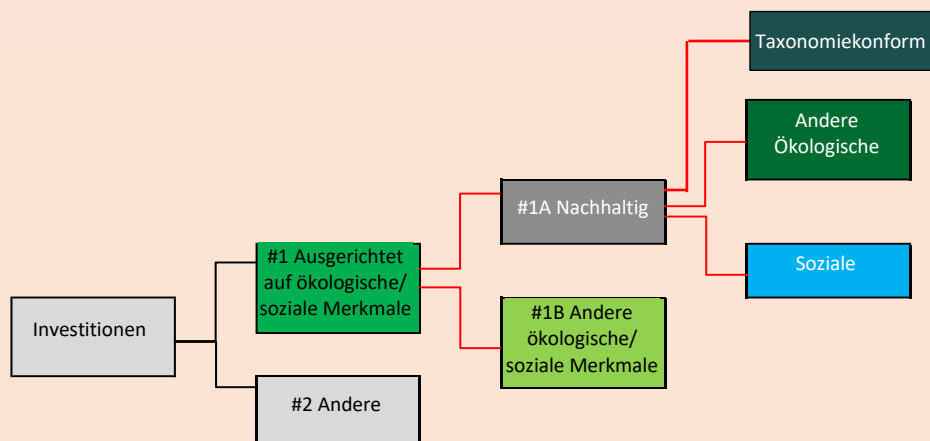 Taxonomiekonform
Andere
Ökologische
#1A Nachhaltig
#1 Ausgerichtet
auf ökologische/
soziale Merkmale
Soziale
Investitionen
#1B Andere
ökologische/
soziale Merkmale
#2 Andere